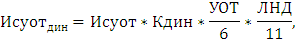 Исуот_дин = Исуот * Кдин * УОТ/6 * ЛНД/11,